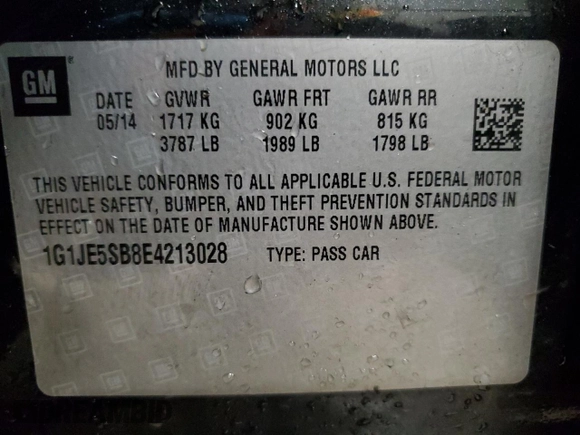 GM
MFD BY GENERAL MOTORS LLC
DATE GVWR GAWR FRT GAWR RR
05/14 1717 KG 902 KG 815 KG
3787 LB 1989 LB 1798 LB
THIS VEHICLE CONFORMS TO ALL APPLICABLE U.S. FEDERAL MOTOR
VEHICLE SAFETY, BUMPER, AND THEFT PREVENTION STANDARDS IN
EFFECT ON THE DATE OF MANUFACTURE SHOWN ABOVE.
1G1JE5SB8E4213028 TYPE: PASS CAR
DREAMBID